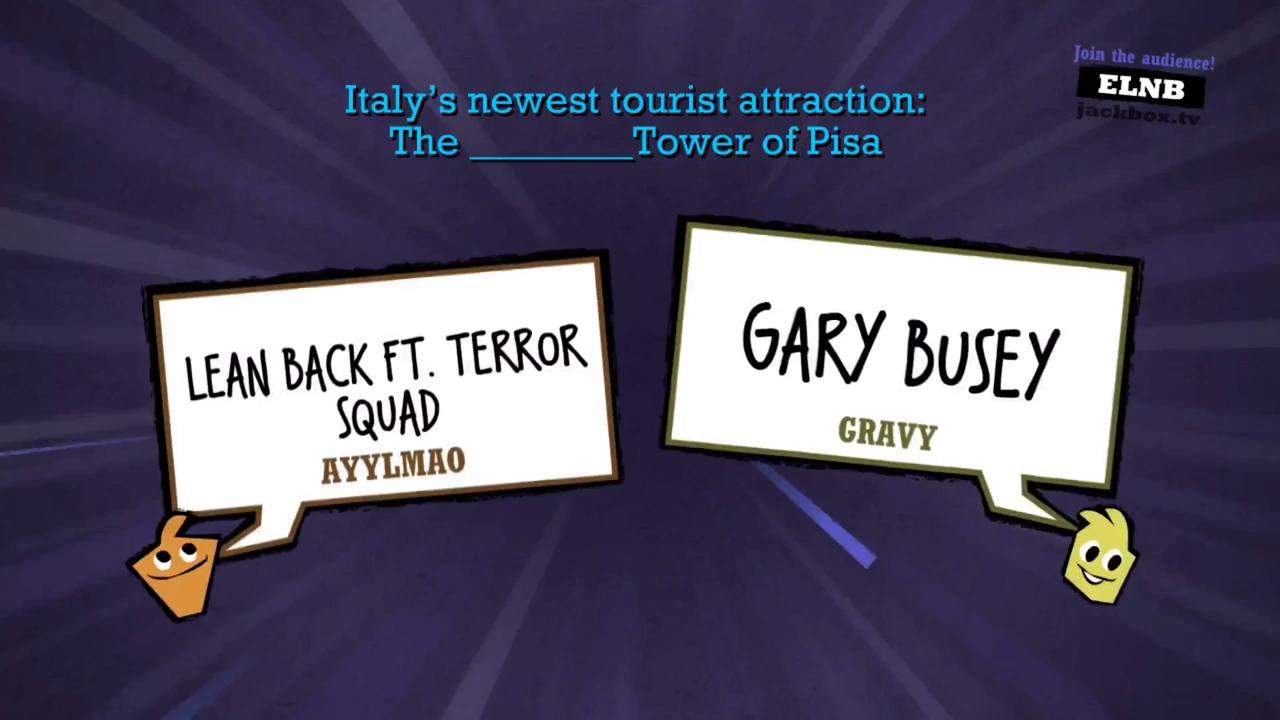 Join the audience!
ELNB
jackbox.tv
Italy's newest tourist attraction:
The ________Tower of Pisa
LEAN BACK FT. TERROR
SQUAD
AYYLMAO
GARY BUSEY
GRAVY